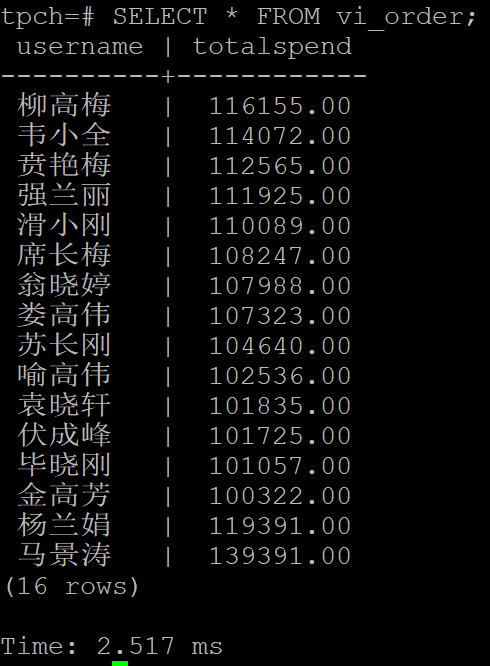 tpch=# SELECT * FROM vi_order;
 username | totalspend
----------+------------
 柳高梅   |  116155.00
 韦小全   |  114072.00
 贲艳梅   |  112565.00
 强兰丽   |  111925.00
 滑小刚   |  110089.00
 席长梅   |  108247.00
 翁晓婷   |  107988.00
 娄高伟   |  107323.00
 苏长刚   |  104640.00
 喻高伟   |  102536.00
 袁晓轩   |  101835.00
 伏成峰   |  101725.00
 毕晓刚   |  101057.00
 金高芳   |  100322.00
 杨兰娟   |  119391.00
 马景涛   |  139391.00
(16 rows)
Time: 2.517 ms